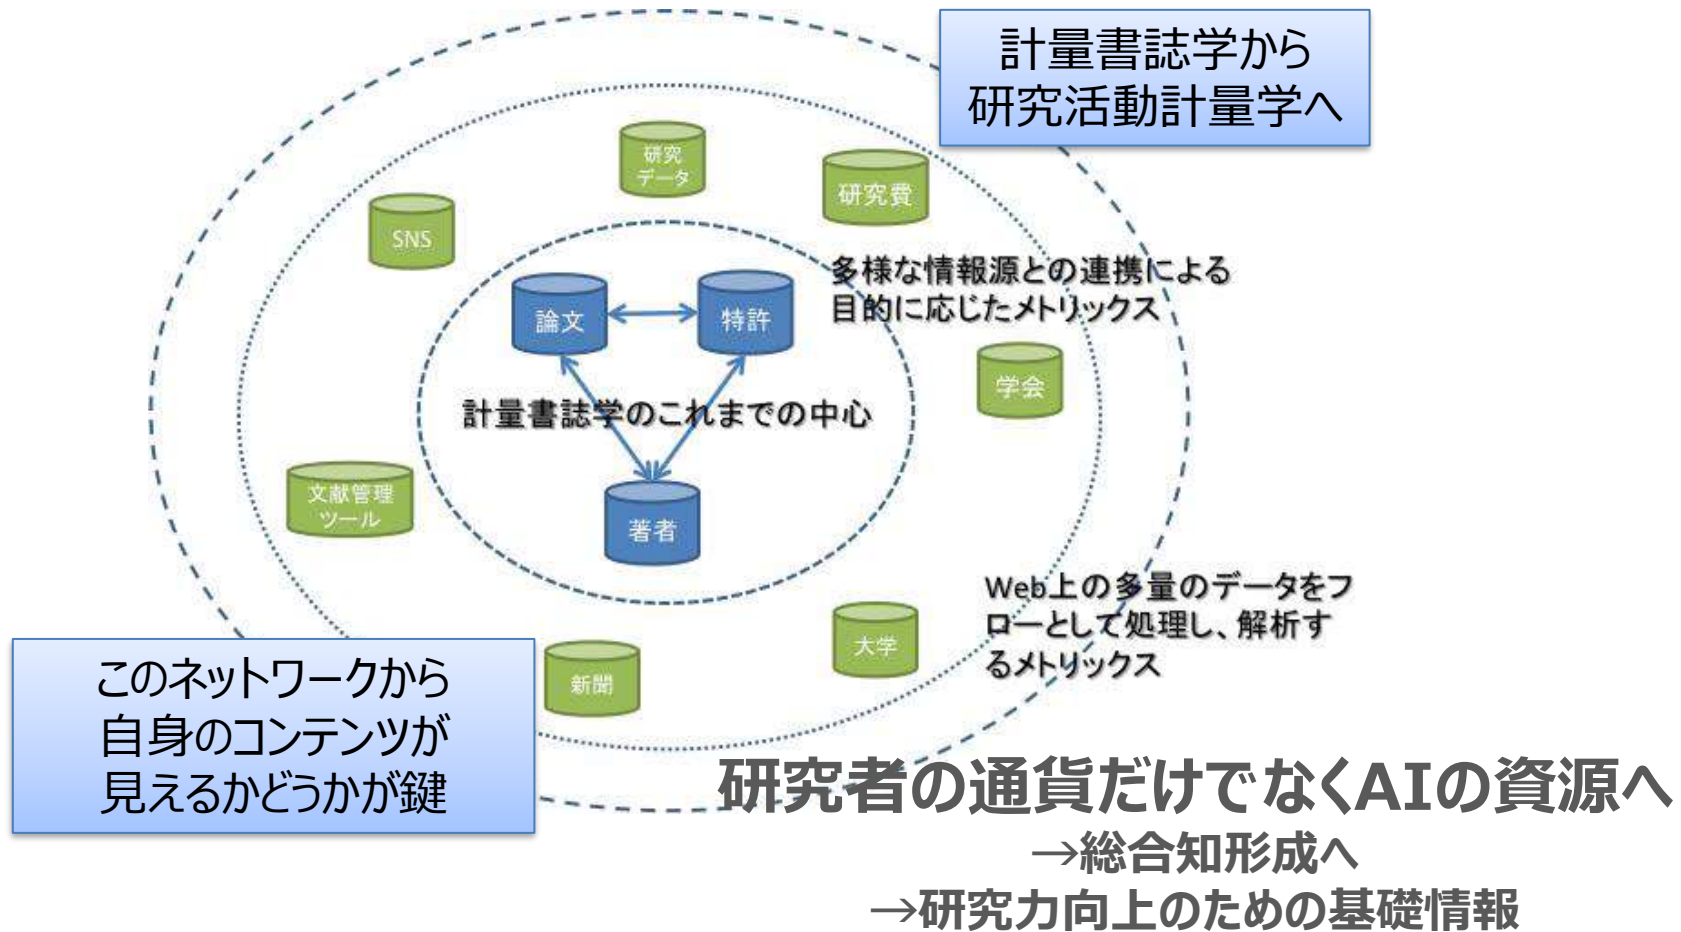 計量書誌学から
研究活動計量学へ
研究
データ
研究費
SNS
多様な情報源との連携による
目的に応じたメトリックス
論文
特許
学会
計量書誌学のこれまでの中心
文献管理
ツール
著者
Web上の多量のデータをフ
ローとして処理し、解析す
るメトリックス
大学
新聞
このネットワークから
自身のコンテンツが
見えるかどうかが鍵
研究者の通貨だけでなくAIの資源へ
→総合知形成へ
→研究力向上のための基礎情報